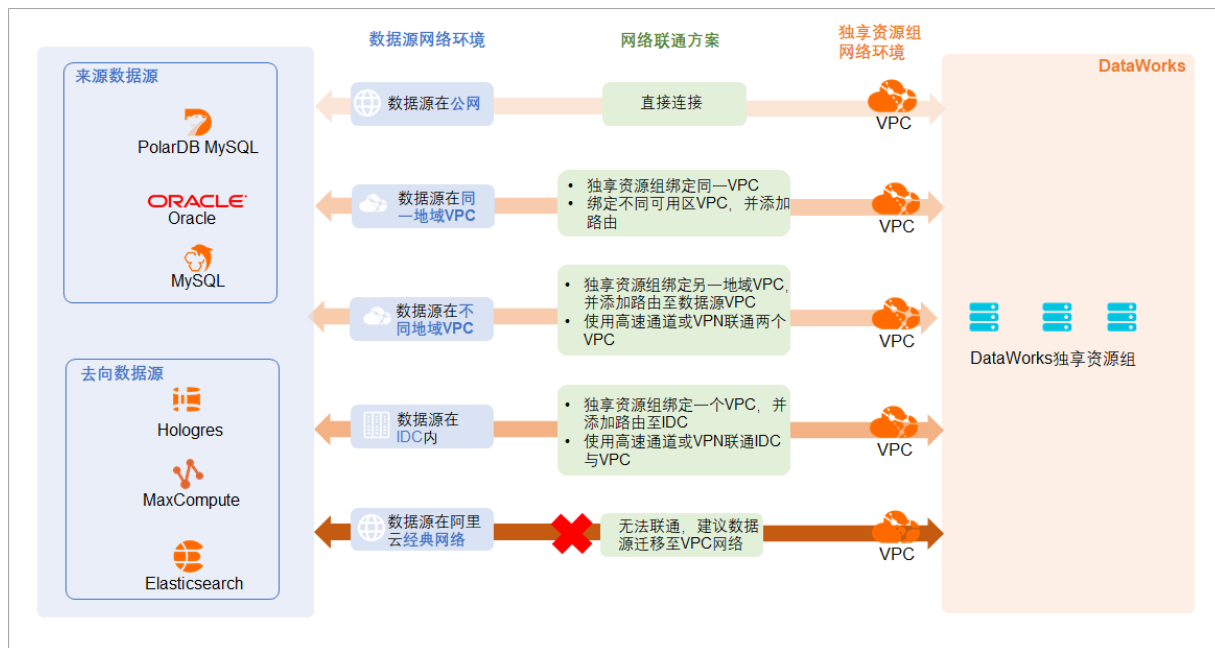 数据源网络环境
网络联通方案
独享资源组
网络环境
来源数据源
PolarDB MySQL
ORACLE
Oracle
MySQL
去向数据源
Hologres
MaxCompute
Elasticsearch
数据源在公网
直接连接
VPC
数据源在同
一地域VPC
• 独享资源组绑定同一VPC
• 绑定不同可用区VPC，并添加
路由
VPC
数据源在不
同地域VPC
• 独享资源组绑定另一地域VPC，
并添加路由至数据源VPC
• 使用高速通道或VPN联通两个
VPC
VPC
数据源在
IDC内
• 独享资源组绑定一个VPC，并
添加路由至IDC
• 使用高速通道或VPN联通IDC
与VPC
VPC
数据源在阿里
云经典网络
无法联通，建议数据
源迁移至VPC网络
VPC
DataWorks
DataWorks独享资源组